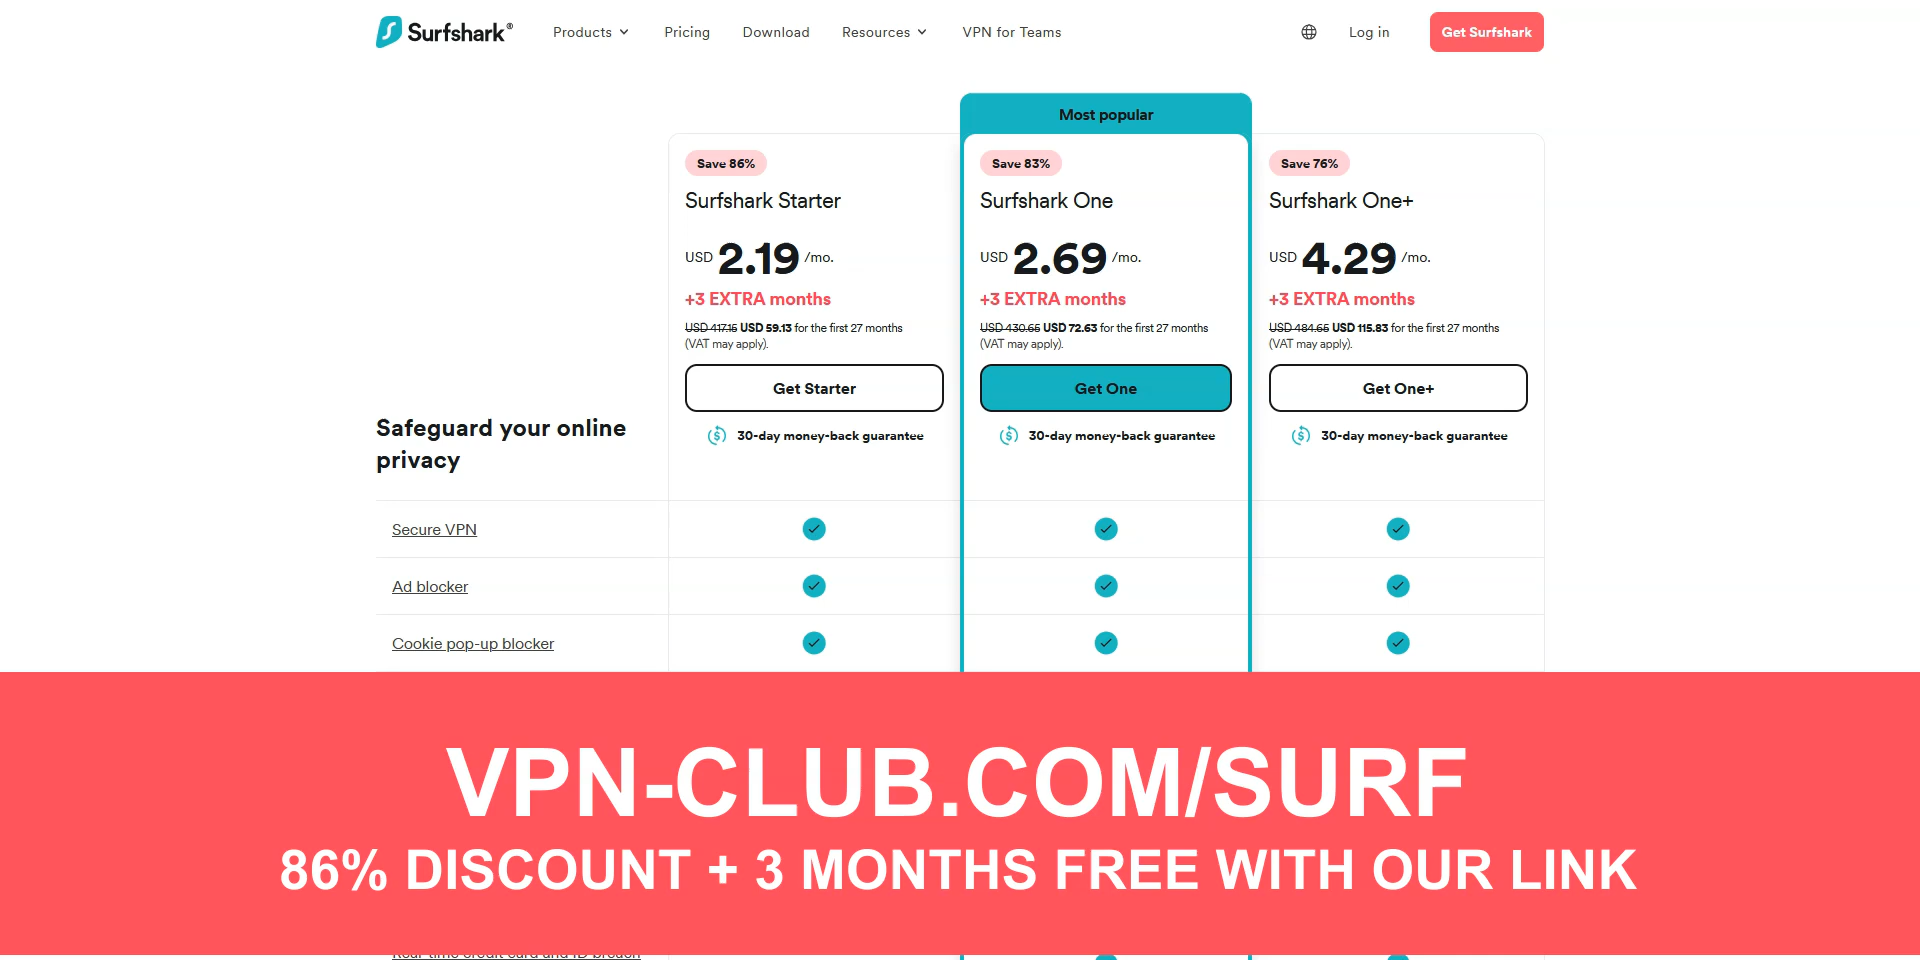 Surfshark®
Products
Pricing
Download
Resources
VPN for Teams
Log in
Get Surfshark
Most popular
Save 86%
Surfshark Starter
USD 2.19 /mo.
+3 EXTRA months
USD 417.15 USD 59.13 for the first 27 months
(VAT may apply).
Get Starter
30-day money-back guarantee
Save 83%
Surfshark One
USD 2.69 /mo.
+3 EXTRA months
USD 430.65 USD 72.63 for the first 27 months
(VAT may apply).
Get One
30-day money-back guarantee
Save 76%
Surfshark One+
USD 4.29 /mo.
+3 EXTRA months
USD 484.65 USD 115.83 for the first 27 months
(VAT may apply).
Get One+
30-day money-back guarantee
Safeguard your online
privacy
Secure VPN
Ad blocker
Cookie pop-up blocker
VPN-CLUB.COM/SURF
86% DISCOUNT + 3 MONTHS FREE WITH OUR LINK